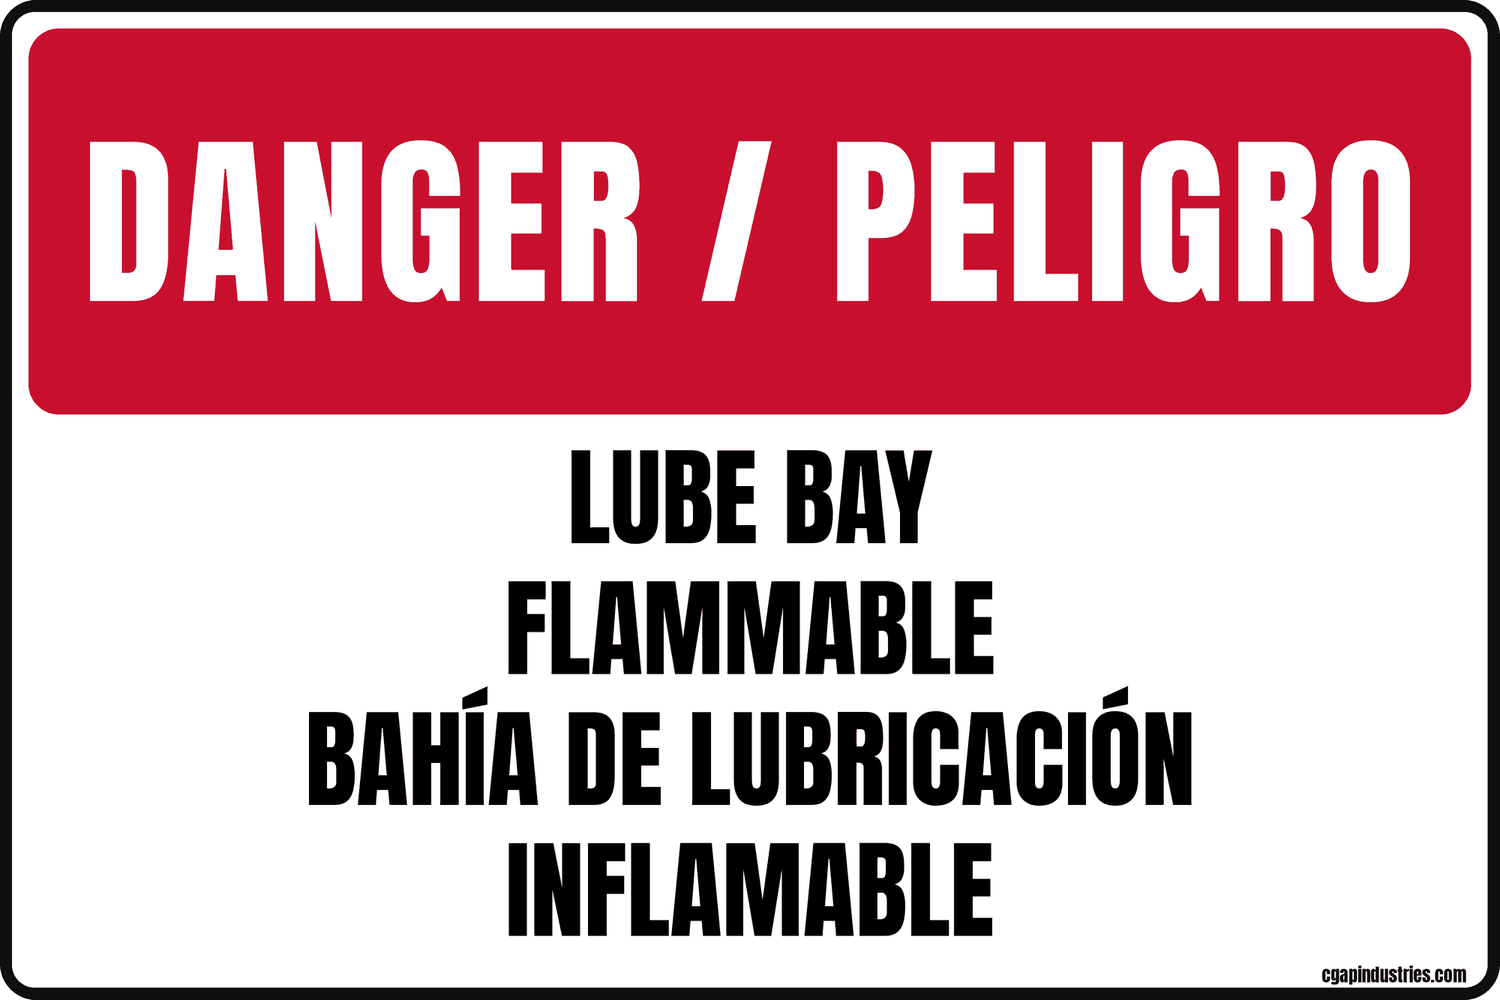 DANGER / PELIGRO
LUBE BAY
FLAMMABLE
BAHÍA DE LUBRICACIÓN
INFLAMABLE
cgapindustries.com